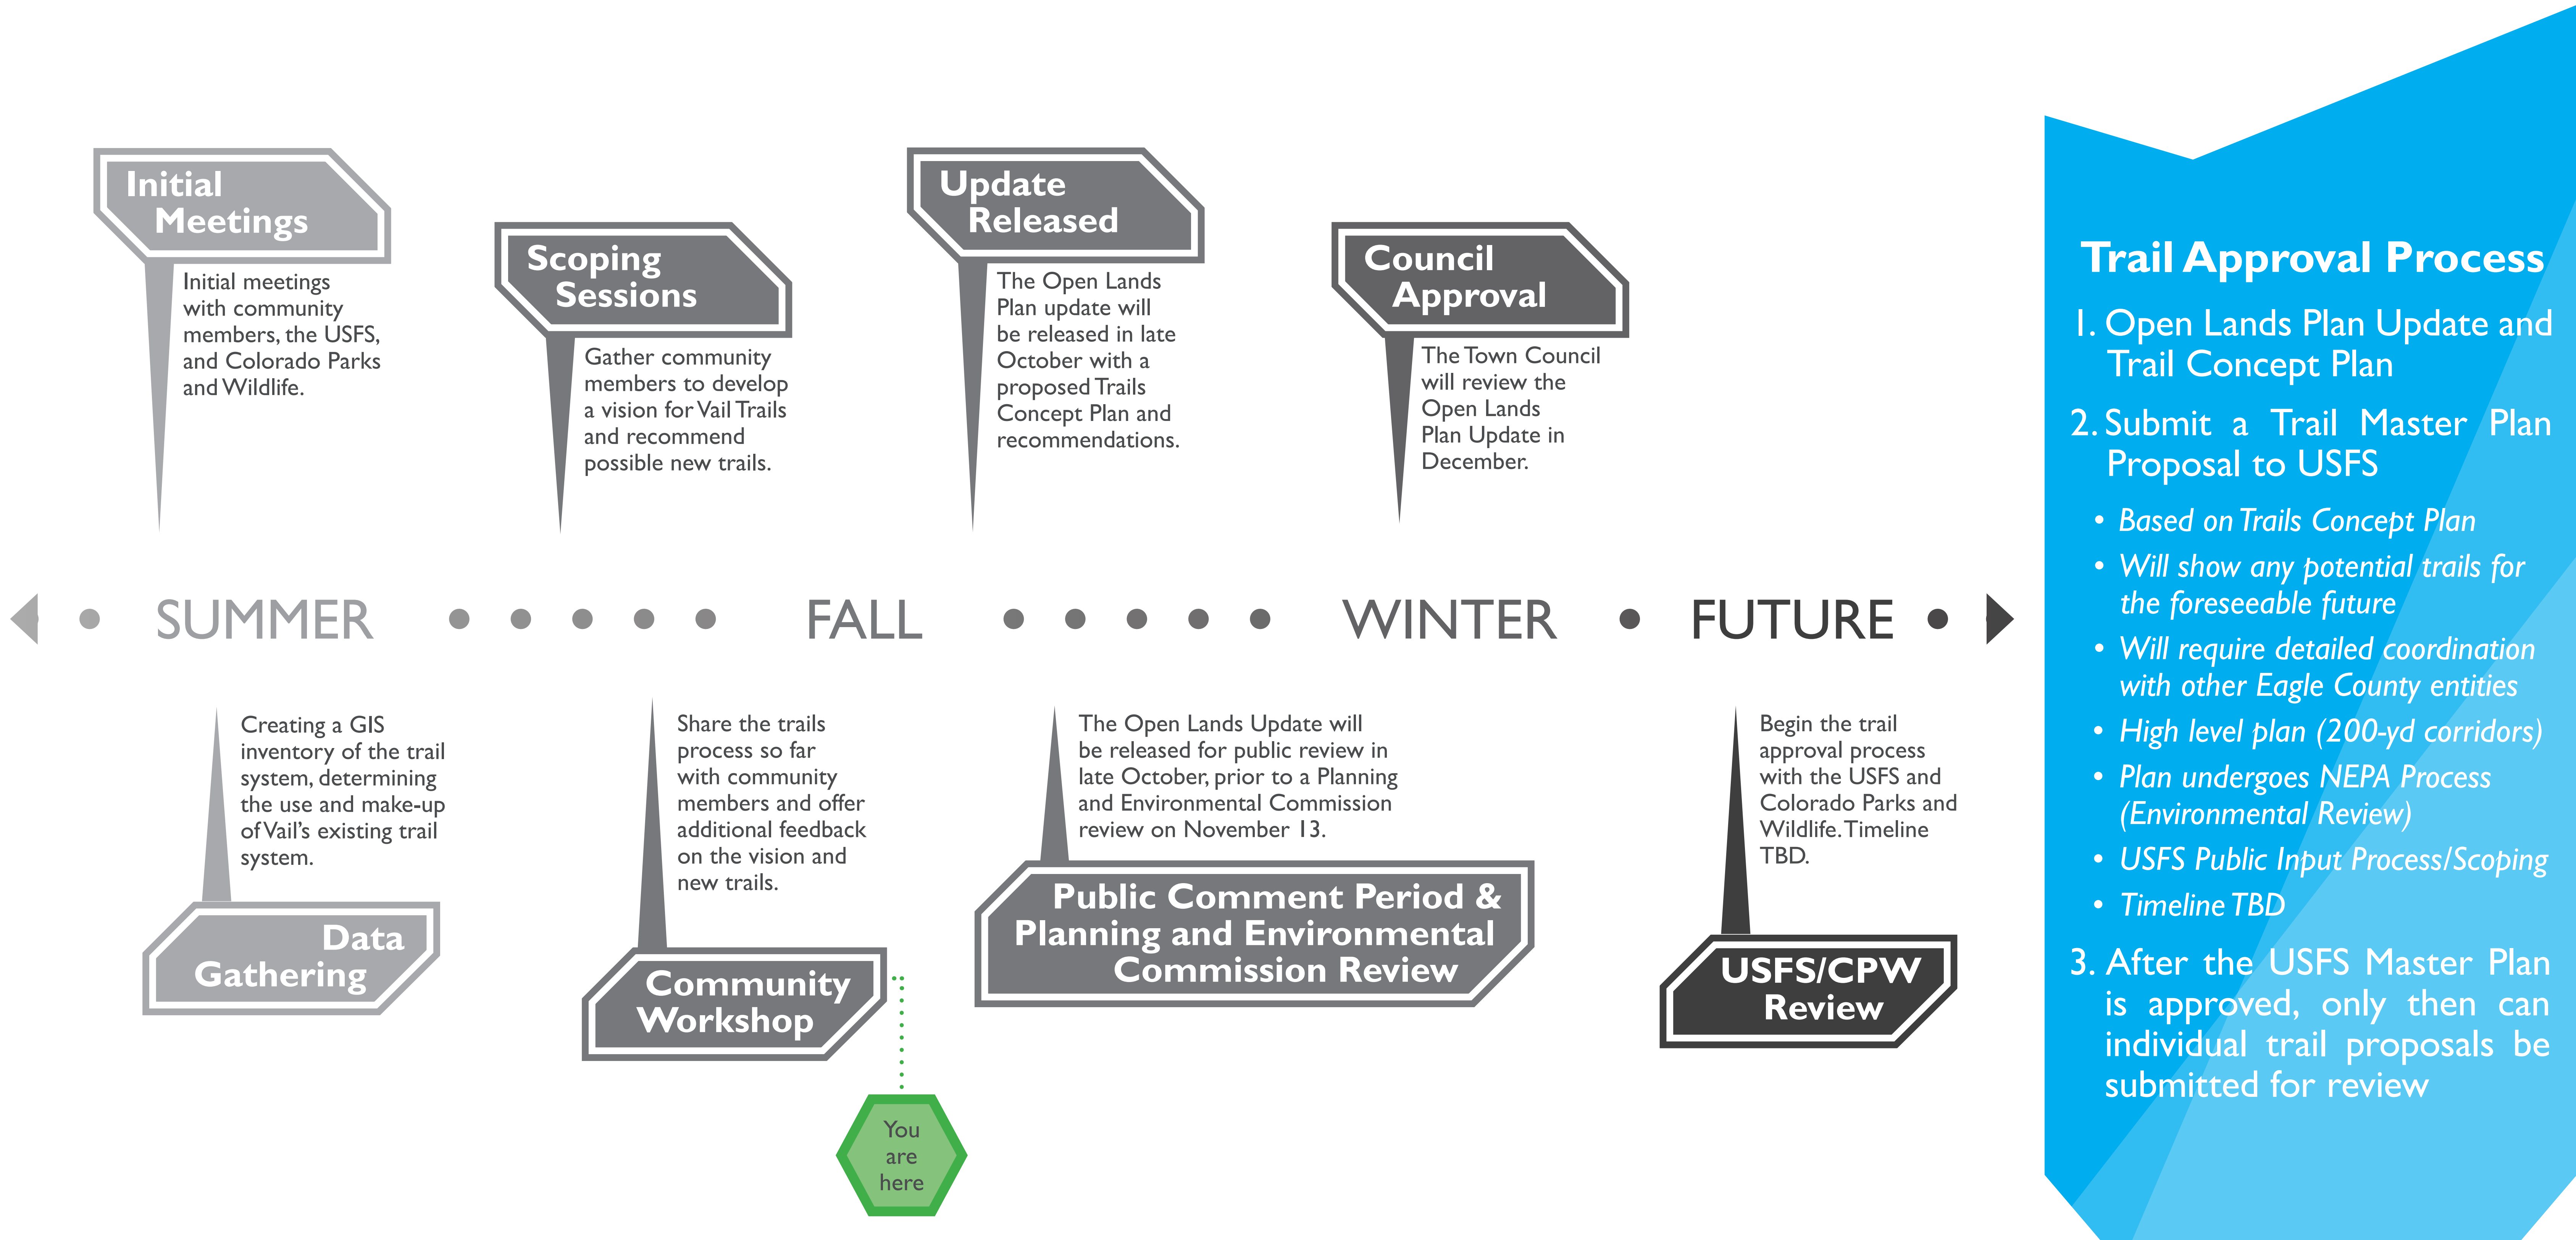 Initial
Meetings
Initial meetings
with community
members, the USFS,
and Colorado Parks
and Wildlife.
Scoping
Sessions
Gather community
members to develop
a vision for Vail Trails
and recommend
possible new trails.
Update
Released
The Open Lands
Plan update will
be released in late
October with a
proposed Trails
Concept Plan and
recommendations.
Council
Approval
The Town Council
will review the
Open Lands
Plan Update in
December.
SUMMER
FALL
WINTER
FUTURE
Creating a GIS
inventory of the trail
system, determining
the use and make-up
of Vail's existing trail
system.
Data
Gathering
Share the trails
process so far
with community
members and offer
additional feedback
on the vision and
new trails.
Community
Workshop
You
are
here
The Open Lands Update will
be released for public review in
late October, prior to a Planning
and Environmental Commission
review on November 13.
Public Comment Period &
Planning and Environmental
Commission Review
Begin the trail
approval process
with the USFS and
Colorado Parks and
Wildlife. Timeline
TBD.
USFS/CPW
Review
Trail Approval Process
1. Open Lands Plan Update and
Trail Concept Plan
2. Submit a Trail Master Plan
Proposal to USFS
• Based on Trails Concept Plan
• Will show any potential trails for
the foreseeable future
• Will require detailed coordination
with other Eagle County entities
• High level plan (200-yd corridors)
• Plan undergoes NEPA Process
(Environmental Review)
• USFS Public Input Process/Scoping
• Timeline TBD
3. After the USFS Master Plan
is approved, only then can
individual trail proposals be
submitted for review